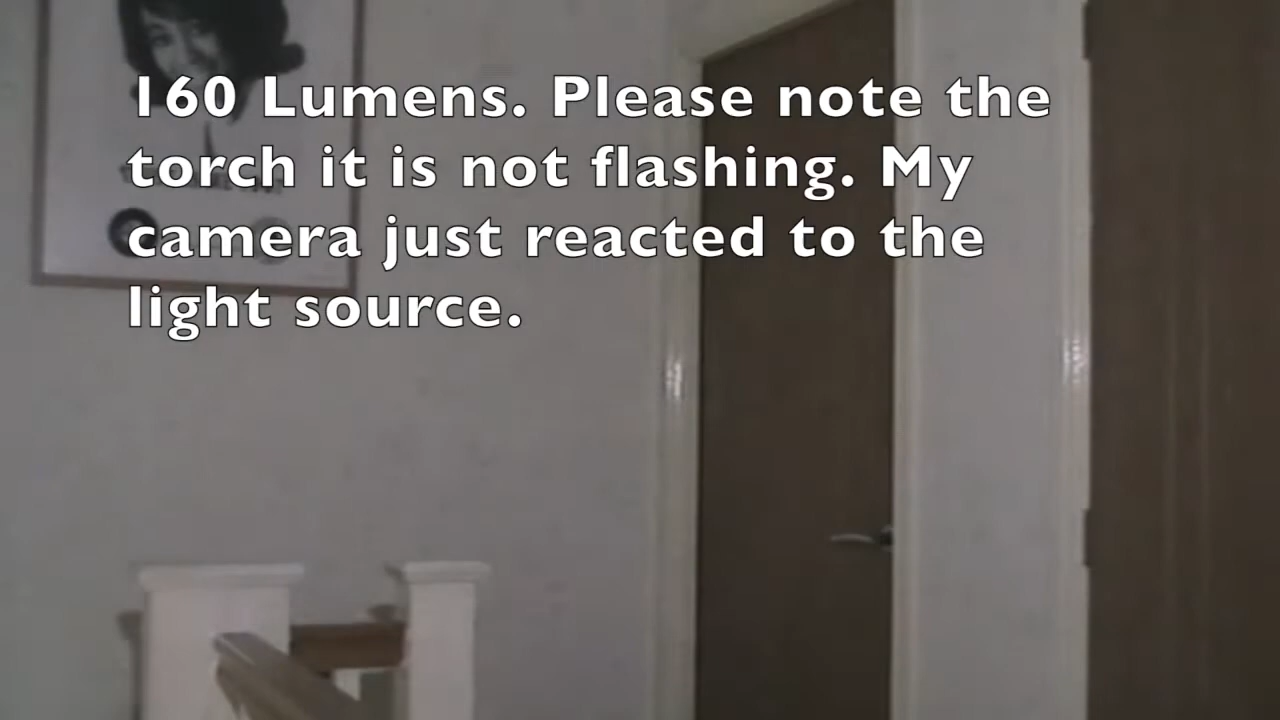 160 Lumens. Please note the
torch it is not flashing. My
camera just reacted to the
light source.